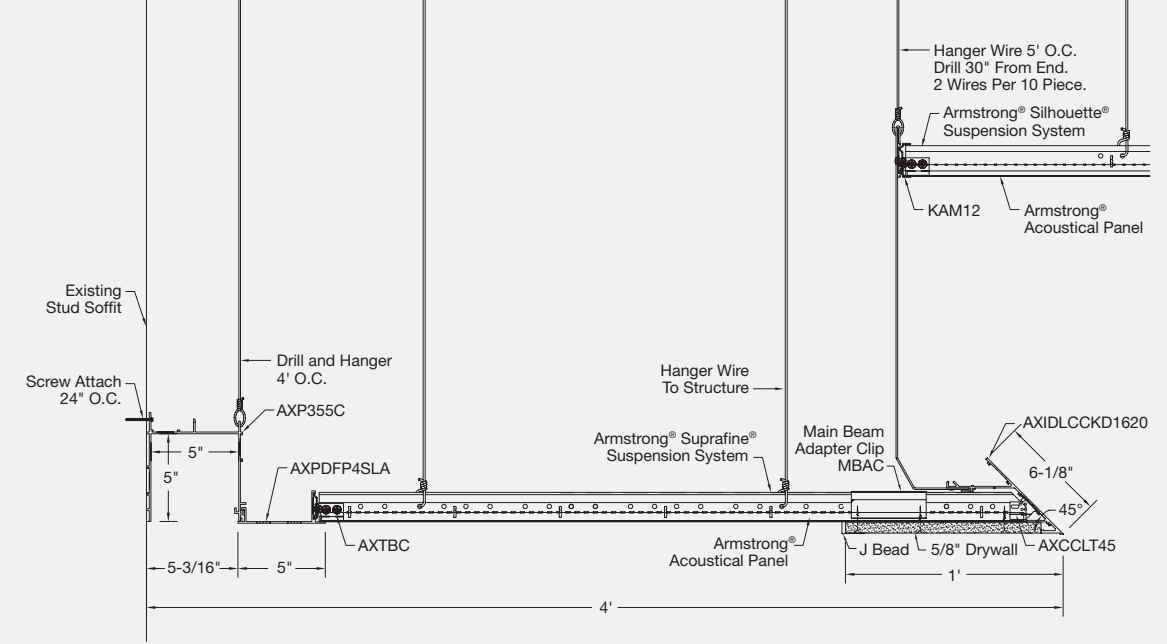 Hanger Wire 5' O.C.
Drill 30" From End.
2 Wires Per 10 Piece.
Armstrong® Silhouette®
Suspension System
KAM12
Armstrong®
Acoustical Panel
Existing
Stud Soffit
Drill and Hanger
4' O.C.
Screw Attach
24" O.C.
AXP355C
Hanger Wire
To Structure
5"
5"
AXPDFP4SLA
Armstrong® Suprafine®
Suspension System
Main Beam
Adapter Clip
MBAC
AXIDLCCKD1620
6-1/8"
45°
AXTBC
Armstrong®
Acoustical Panel
J Bead
5/8" Drywall
AXCCLT45
5-3/16"
5"
1'
4'